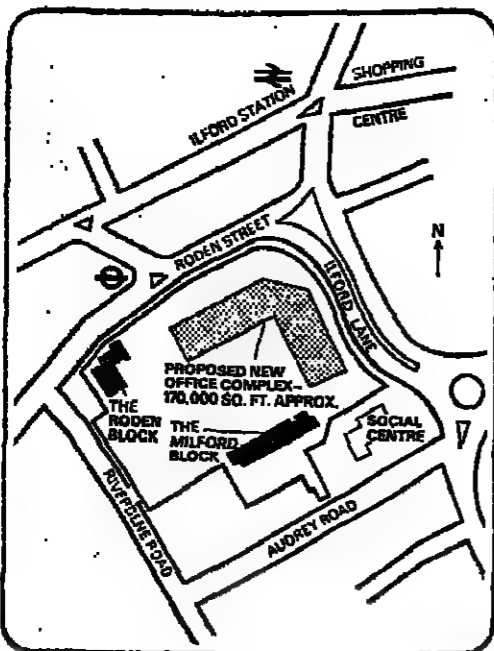 ILFORD STATION
SHOPPING
CENTRE
N
RODEN STREET
ILFORD LANE
PROPOSED NEW
OFFICE COMPLEX-
170,000 SQ. FT. APPROX.
THE
RODEN
BLOCK
THE
MILFORD
BLOCK
SOCIAL
CENTRE
RIVERDENE ROAD
AUDREY ROAD